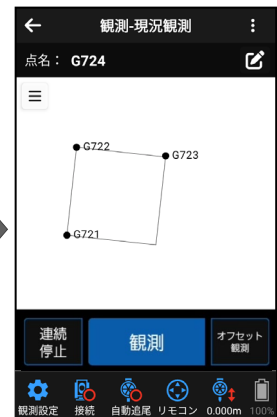 観測-現況観測
点名： G724
G722
G723
G721
連続
停止
観測
オフセット
観測
観測設定 接続 自動追尾 リモコン 0.000m 100%